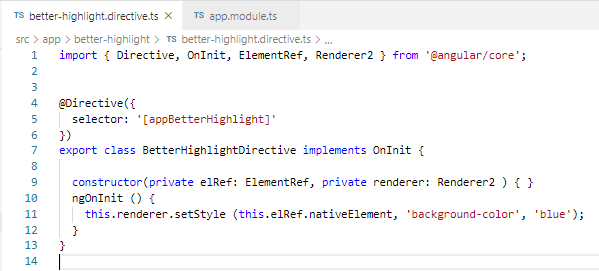 TS better-highlight.directive.ts × TS app.module.ts
src > app > better-highlight > TS better-highlight.directive.ts > ...
1 import { Directive, OnInit, ElementRef, Renderer2 } from '@angular/core';
2
3
4 @Directive({
5   selector: '[appBetterHighlight]'
6 })
7 export class BetterHighlightDirective implements OnInit {
8
9   constructor(private elRef: ElementRef, private renderer: Renderer2 ) { }
10   ngOnInit () {
11     this.renderer.setStyle (this.elRef.nativeElement, 'background-color', 'blue');
12   }
13 }
14